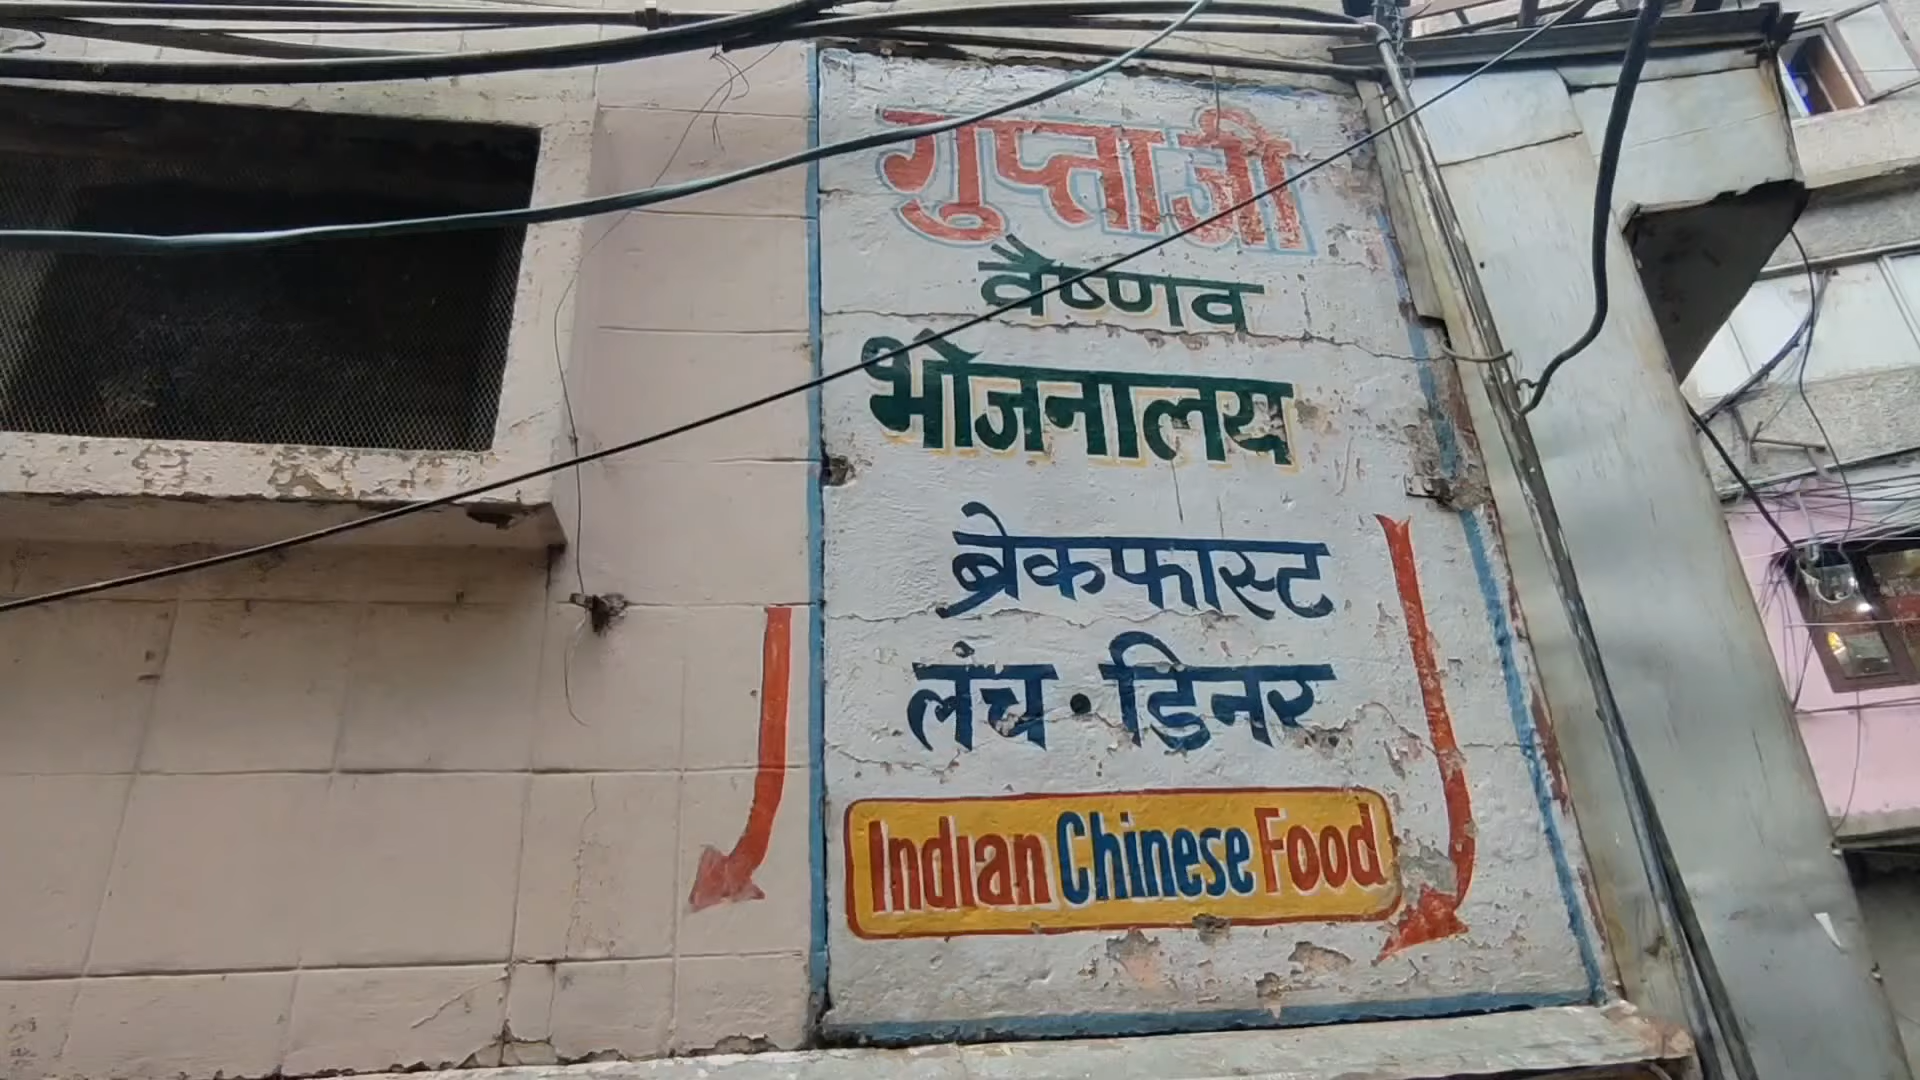 गुप्ताजी
वैष्णव
भोजनालय
ब्रेकफास्ट
लंच · डिनर
Indian Chinese Food